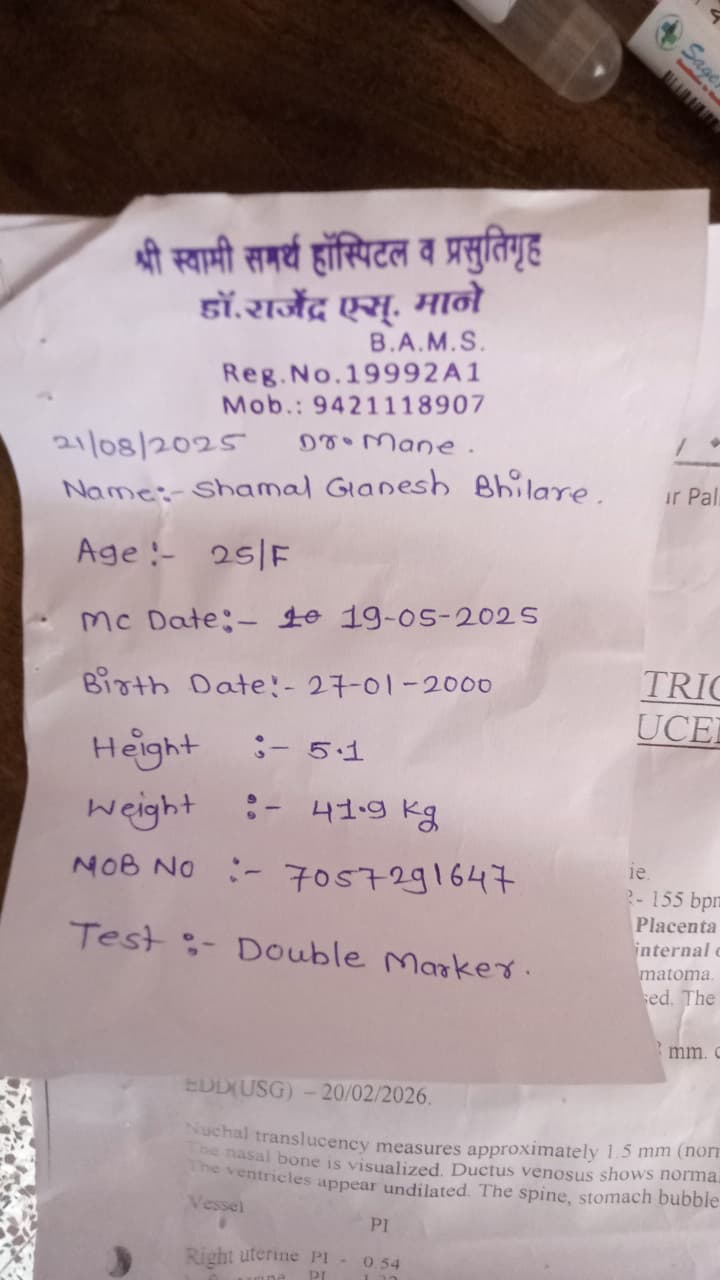 श्री स्वामी समर्थ हॉस्पिटल व प्रसुतिगृह
डॉ.राजेंद्र एस्. माने
B.A.M.S.
Reg.No.19992A1
Mob.: 9421118907
21/08/2025 Dr. Mane.
Name:- Shamal Ganesh Bhilare.
Age :- 25/F
MC Date:- 19-05-2025
Birth Date:- 27-01-2000
Height :- 5.1
Weight :- 41.9 kg
MOB NO :- 7057291647
Test :- Double Marker.
ur Pal
TRIC
UCEN
ie.
- 155 bpm
Placenta
internal
matoma.
sed. The
mm.
EDD(USG) – 20/02/2026.
Nuchal translucency measures approximately 1.5 mm (nor
The nasal bone is visualized. Ductus venosus shows norma
The ventricles appear undilated. The spine, stomach bubble
Vessel
PI
Right uterine PI - 0.54